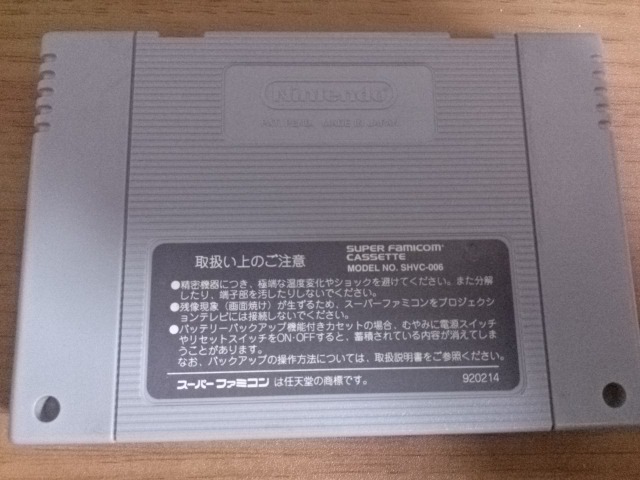 Nintendo
PAT. PEND. MADE IN JAPAN
取扱い上のご注意
SUPER FAMICOM
CASSETTE
MODEL NO. SHVC-006
●精密機器につき、極端な温度変化やショックを避けてください。また分解
したり、端子部を汚したりしないでください。
●残像現象（画面焼け）が生ずるため、スーパーファミコンをプロジェクシ
ョンテレビには接続しないでください。
●バッテリーバックアップ機能付きカセットの場合、むやみに電源スイッチ
やリセットスイッチをON・OFFすると、蓄積されている内容が消えてしま
うことがあります。
なお、バックアップの操作方法については、取扱説明書をご参照ください。
スーパーファミコン は任天堂の商標です。
920214